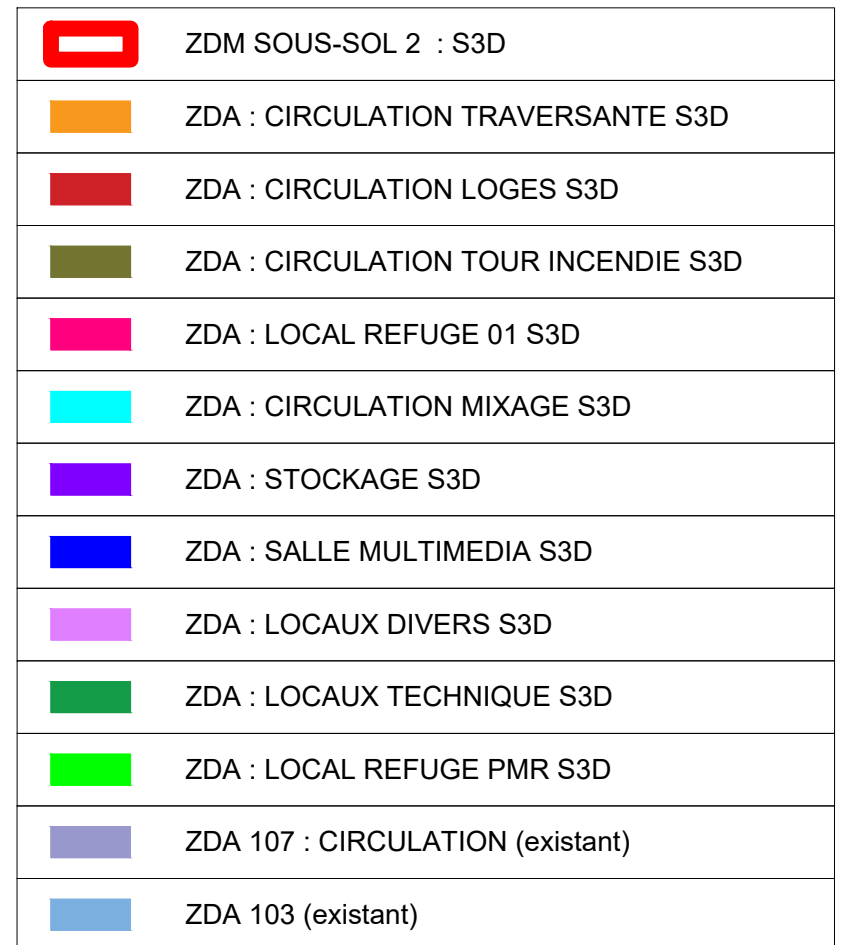 ZDM SOUS-SOL 2 : S3D
ZDA : CIRCULATION TRAVERSANTE S3D
ZDA : CIRCULATION LOGES S3D
ZDA : CIRCULATION TOUR INCENDIE S3D
ZDA : LOCAL REFUGE 01 S3D
ZDA : CIRCULATION MIXAGE S3D
ZDA : STOCKAGE S3D
ZDA : SALLE MULTIMEDIA S3D
ZDA : LOCAUX DIVERS S3D
ZDA : LOCAUX TECHNIQUE S3D
ZDA : LOCAL REFUGE PMR S3D
ZDA 107 : CIRCULATION (existant)
ZDA 103 (existant)